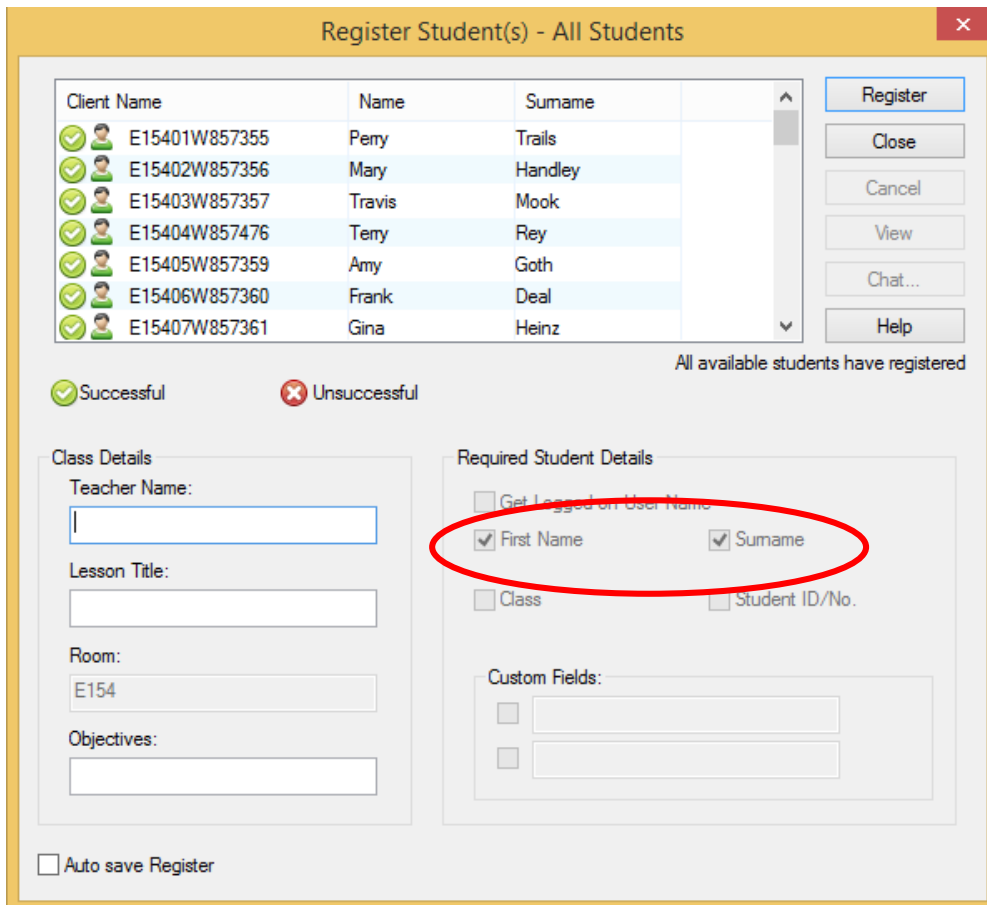 Register Student(s) - All Students
Client Name Name Surname
E15401W857355 Perry Trails
E15402W857356 Mary Handley
E15403W857357 Travis Mook
E15404W857476 Terry Rey
E15405W857359 Amy Goth
E15406W857360 Frank Deal
E15407W857361 Gina Heinz
Register
Close
Cancel
View
Chat...
Help
All available students have registered
Successful Unsuccessful
Class Details
Teacher Name:
Lesson Title:
Room:
E154
Objectives:
Required Student Details
Get Logged on User Name
First Name Surname
Class Student ID/No.
Custom Fields:
Auto save Register